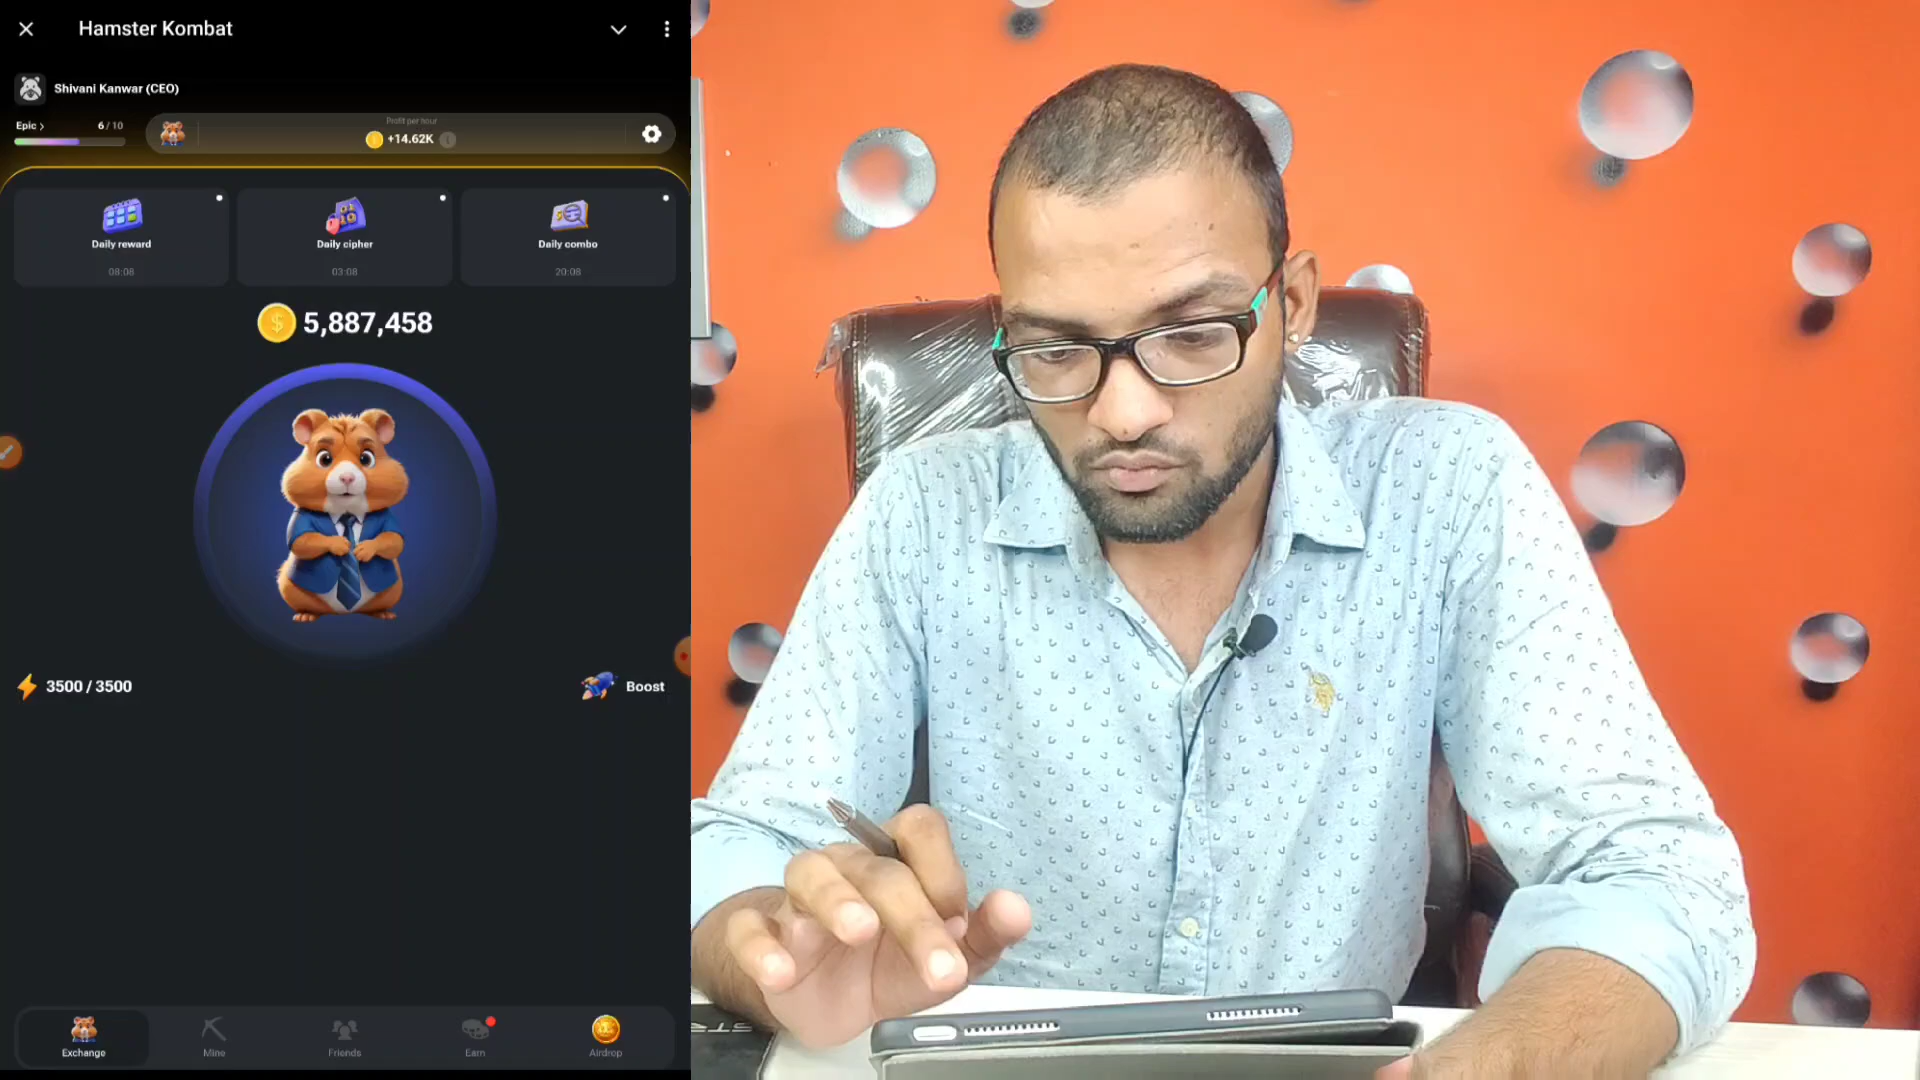 Hamster Kombat
Shivani Kanwar (CEO)
Epic >
6 / 10
Profit per hour
+14.62K
Daily reward
08:08
Daily cipher
03:08
Daily combo
20:08
5,887,458
3500 / 3500
Boost
Exchange
Mine
Friends
Earn
Airdrop